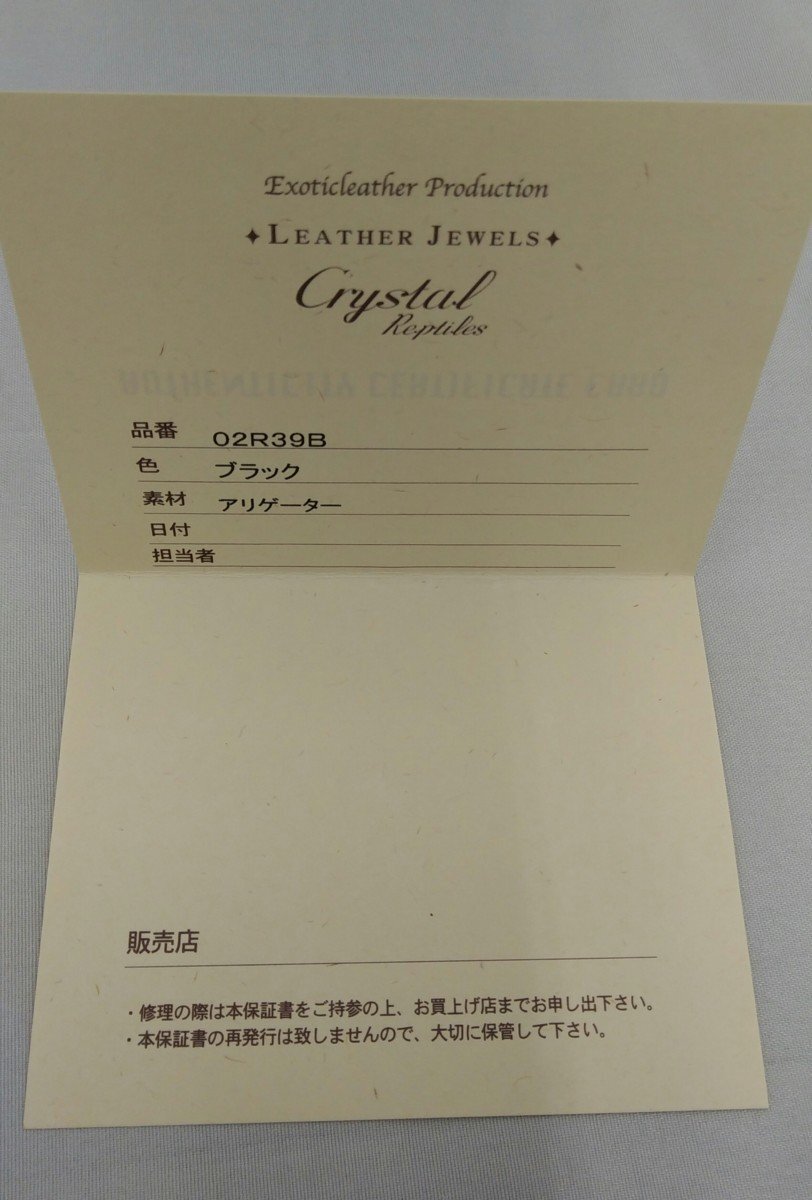 Exoticleather Production
✦LEATHER JEWELS✦
Crystal
Reptiles
AUTHENTICITY CERTIFICATE CARD
品番 02R39B
色 ブラック
素材 アリゲーター
日付
担当者
販売店
・修理の際は本保証書をご持参の上、お買上げ店までお申し出下さい。
・本保証書の再発行は致しませんので、大切に保管して下さい。